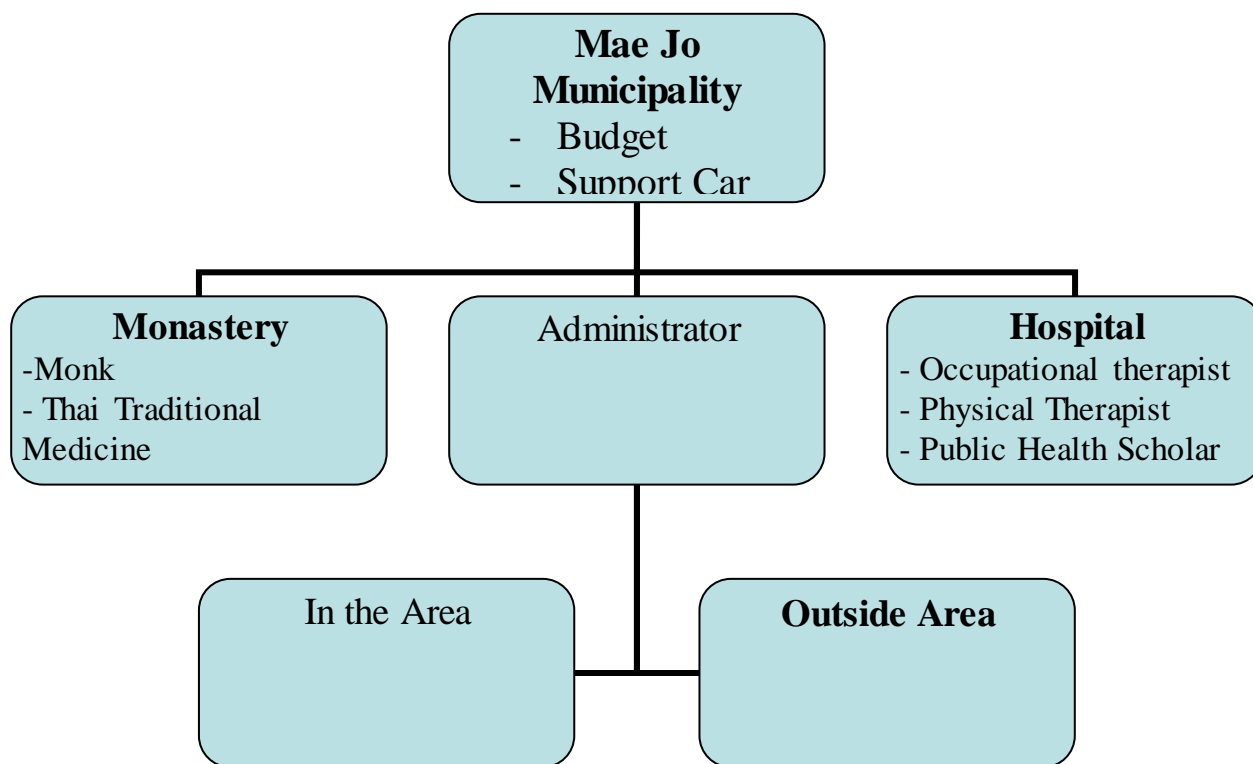 Mae Jo
Municipality
- Budget
- Support Car
Monastery
-Monk
- Thai Traditional
Medicine
Administrator
Hospital
- Occupational therapist
- Physical Therapist
- Public Health Scholar
In the Area
Outside Area